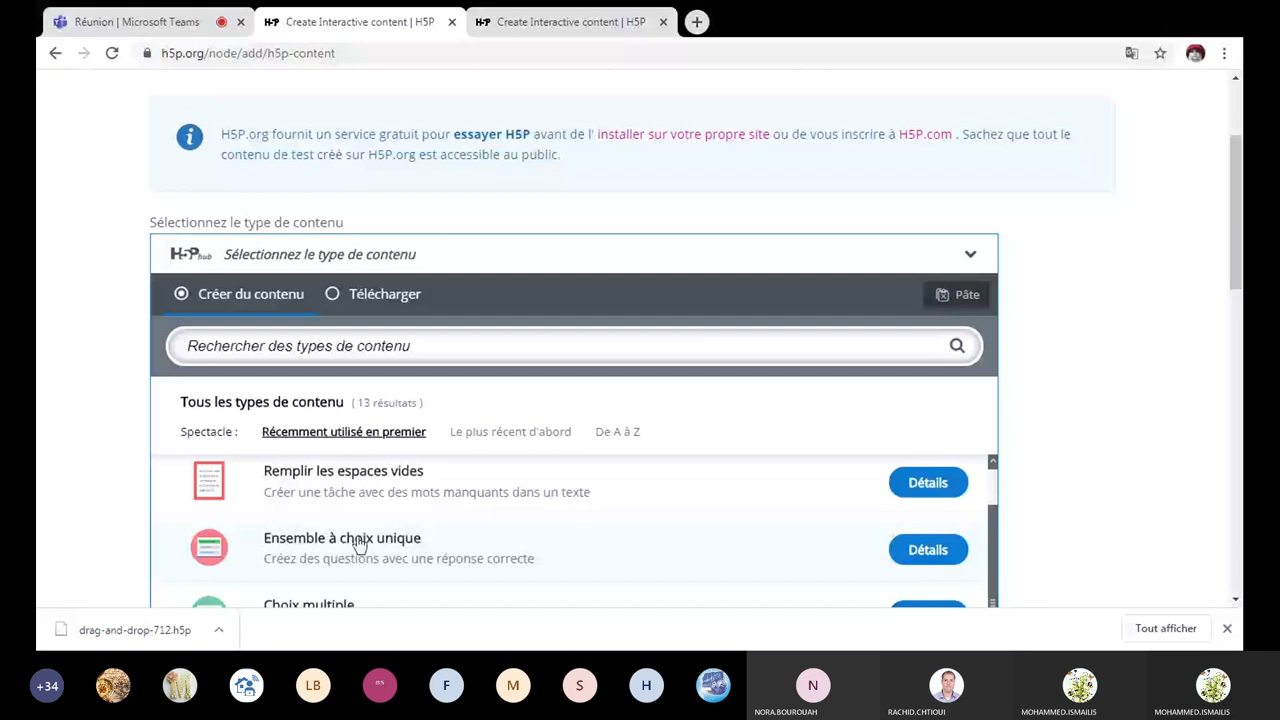 Réunion | Microsoft Teams
Create Interactive content | H5P
Create Interactive content | H5P
h5p.org/node/add/h5p-content
H5P.org fournit un service gratuit pour essayer H5P avant de l' installer sur votre propre site ou de vous inscrire à H5P.com . Sachez que tout le
contenu de test créé sur H5P.org est accessible au public.
Sélectionnez le type de contenu
H5P hub Sélectionnez le type de contenu
Créer du contenu
Télécharger
Pâte
Rechercher des types de contenu
Tous les types de contenu ( 13 résultats )
Spectacle : Récemment utilisé en premier Le plus récent d'abord De A à Z
Remplir les espaces vides
Créer une tâche avec des mots manquants dans un texte
Détails
Ensemble à choix unique
Créez des questions avec une réponse correcte
Détails
Choix multiple
drag-and-drop-712.h5p
Tout afficher
+34
LB
F
M
S
H
N
NORA.BOUROUAH
RACHID.CHTIOUI
MOHAMMED.ISMAILIS
MOHAMMED.ISMAILIS